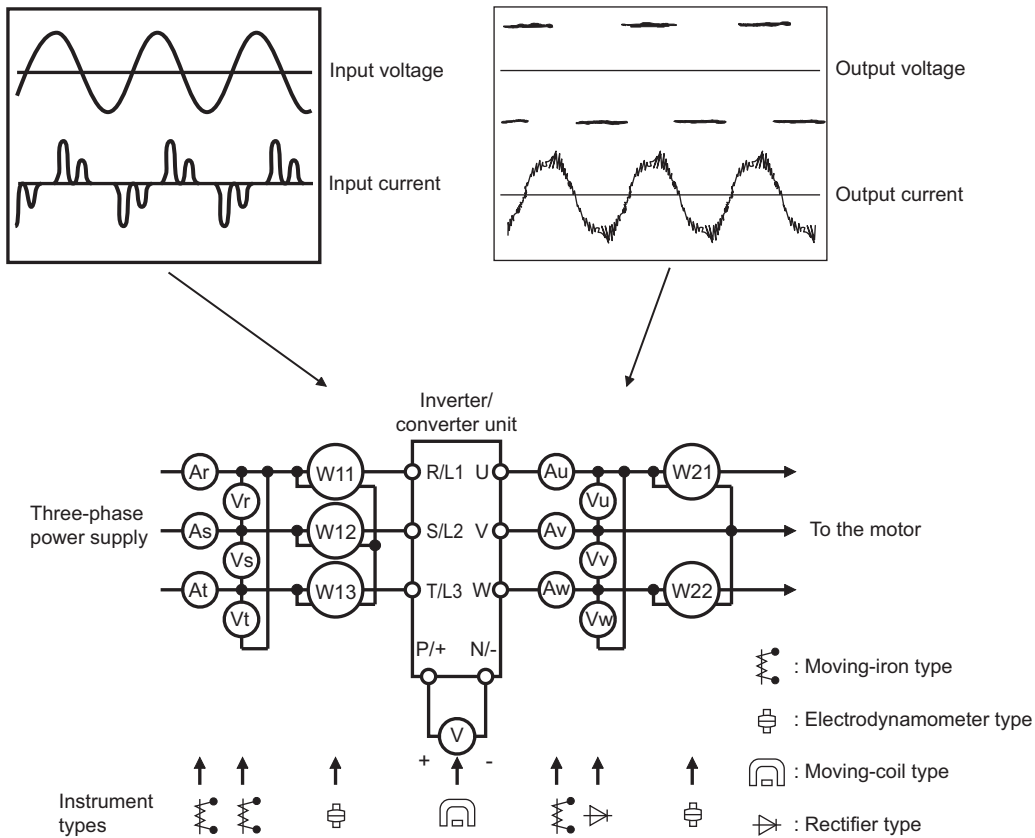 Input voltage
Input current
Output voltage
Output current
Inverter/
converter unit
Three-phase
power supply
Ar
Vr
As
Vs
At
Vt
W11
W12
W13
R/L1
S/L2
T/L3
U
V
W
P/+
N/-
V
+
-
Au
Vu
Av
Vv
Aw
Vw
W21
W22
To the motor
: Moving-iron type
: Electrodynamometer type
: Moving-coil type
: Rectifier type
Instrument
types